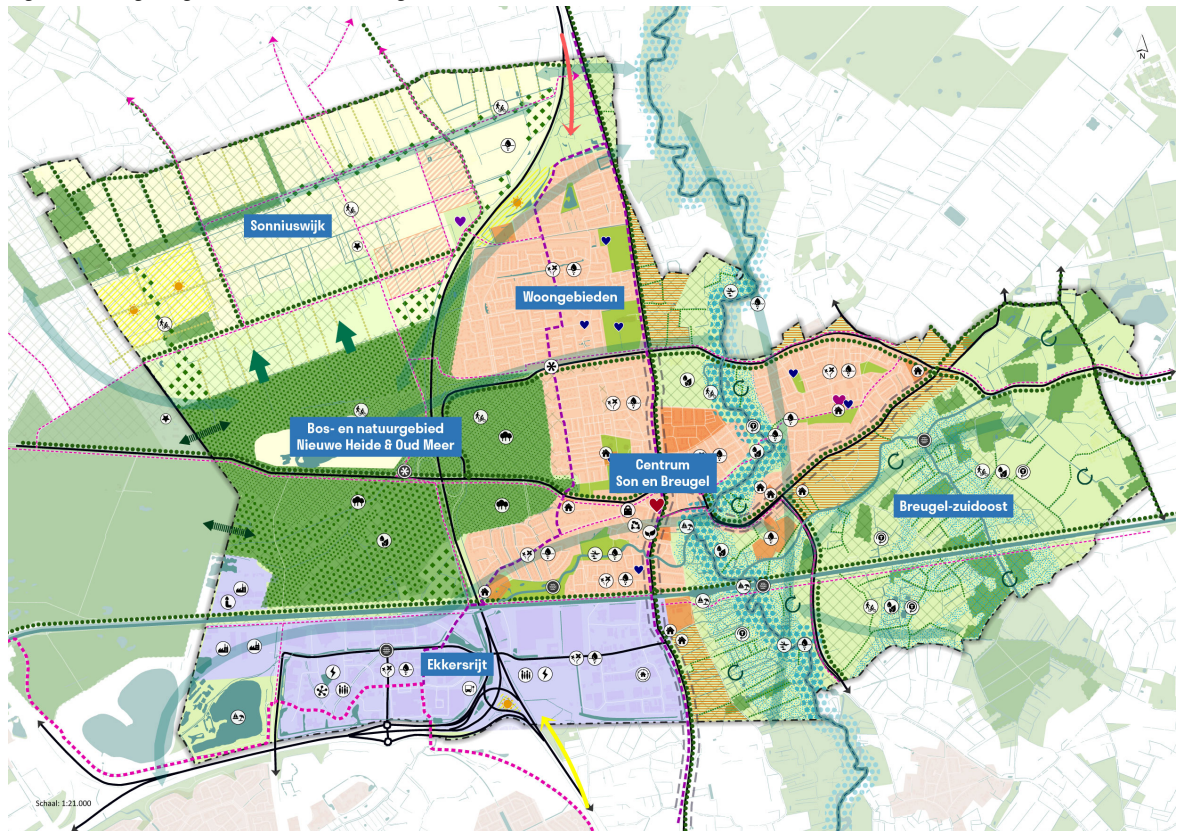 N
Sonniuswijk
Woongebieden
Bos- en natuurgebied
Nieuwe Heide & Oud Meer
Centrum
Son en Breugel
Breugel-zuidoost
Ekkersrijt
Schaal: 1:21.000